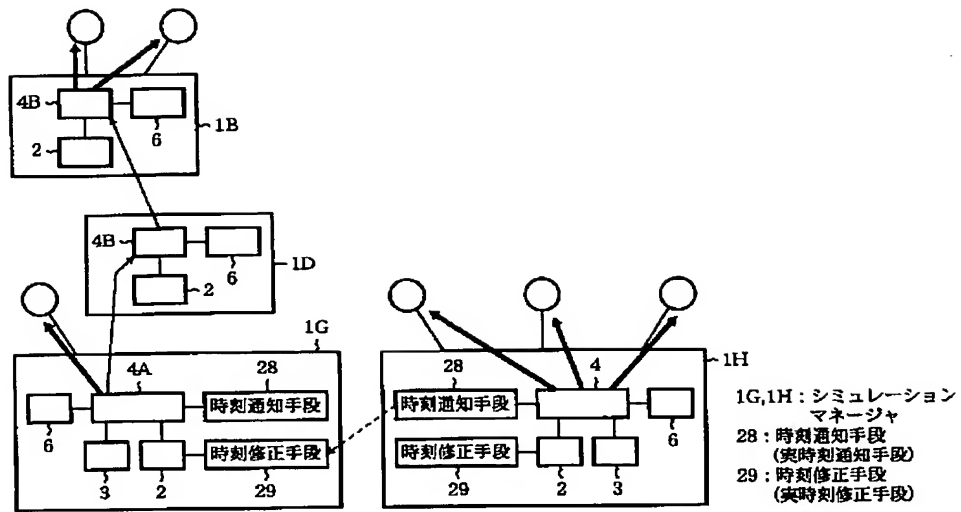 4B
6
1B
2
4B
6
1D
2
1G
4A
28
時刻通知手段
6
時刻修正手段
3
2
29
1H
28
4
時刻通知手段
6
時刻修正手段
29
2
3
1G,1H：シミュレーション
マネージャ
28：時刻通知手段
(実時刻通知手段)
29：時刻修正手段
(実時刻修正手段)